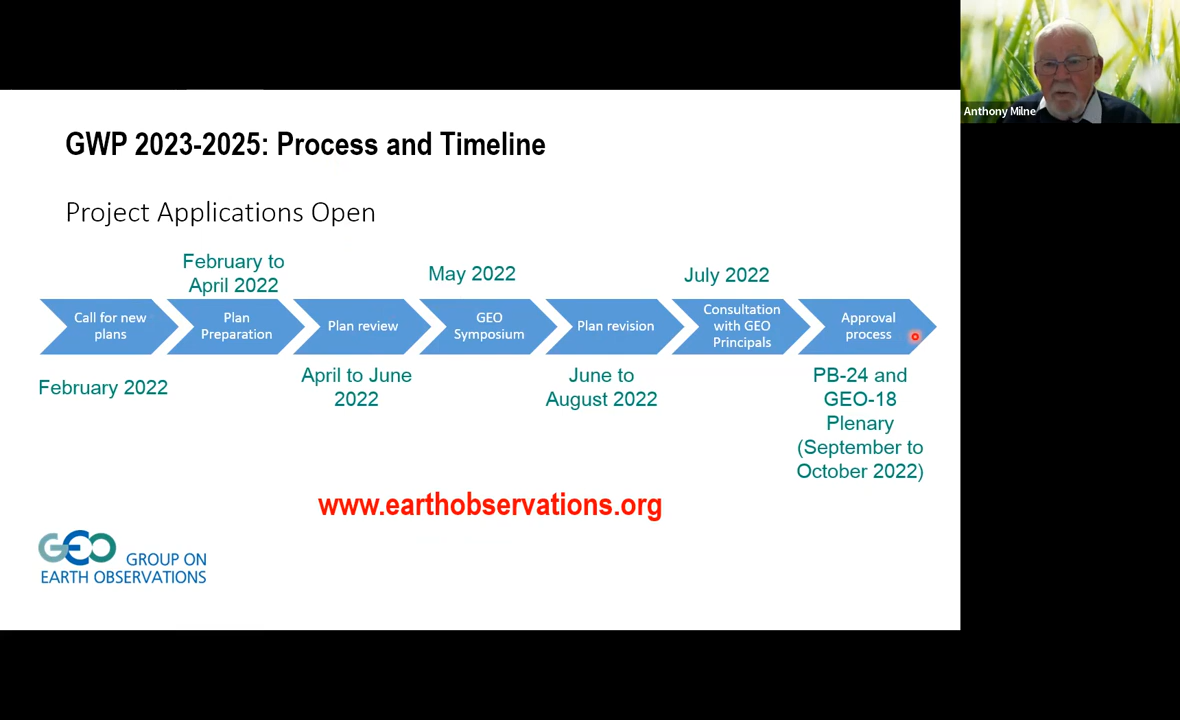 Anthony Milne
GWP 2023-2025: Process and Timeline
Project Applications Open
February to
April 2022
May 2022
July 2022
Call for new
plans
Plan
Preparation
Plan review
GEO
Symposium
Plan revision
Consultation
with GEO
Principals
Approval
process
February 2022
April to June
2022
June to
August 2022
PB-24 and
GEO-18
Plenary
(September to
October 2022)
www.earthobservations.org
GEO GROUP ON
EARTH OBSERVATIONS